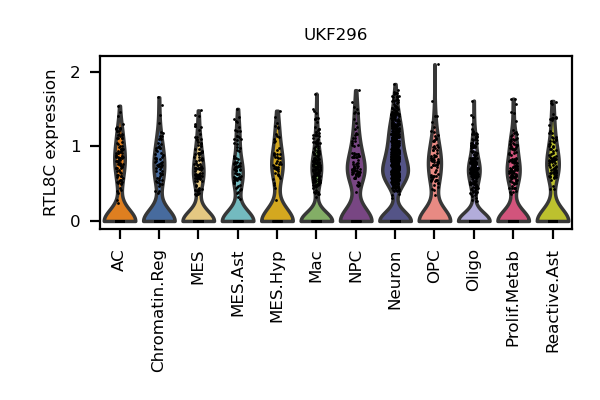 UKF296
RTL8C expression
2
1
0
AC
Chromatin.Reg
MES
MES.Ast
MES.Hyp
Mac
NPC
Neuron
OPC
Oligo
Prolif.Metab
Reactive.Ast